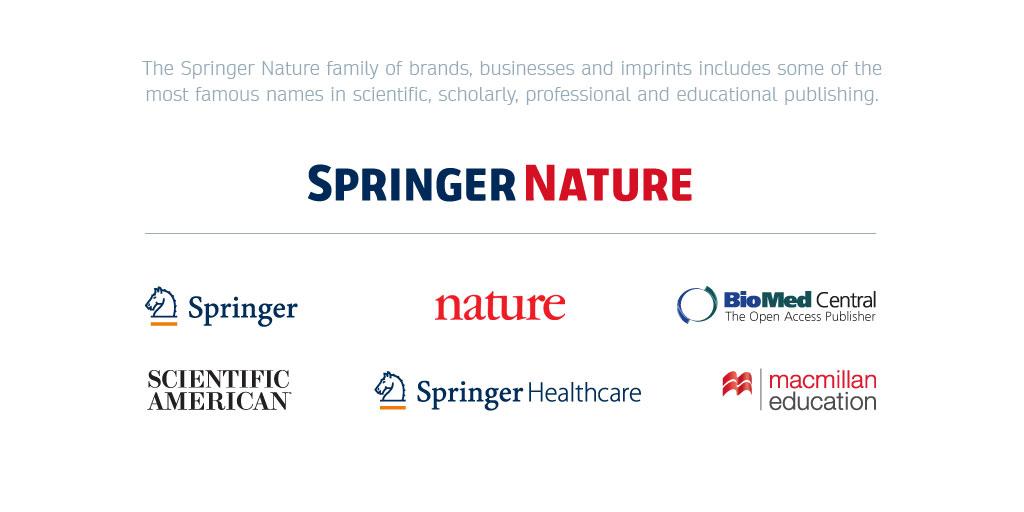 The Springer Nature family of brands, businesses and imprints includes some of the
most famous names in scientific, scholarly, professional and educational publishing.
SPRINGER NATURE
Springer
nature
BioMed Central
The Open Access Publisher
SCIENTIFIC
AMERICAN™
Springer Healthcare
macmillan
education